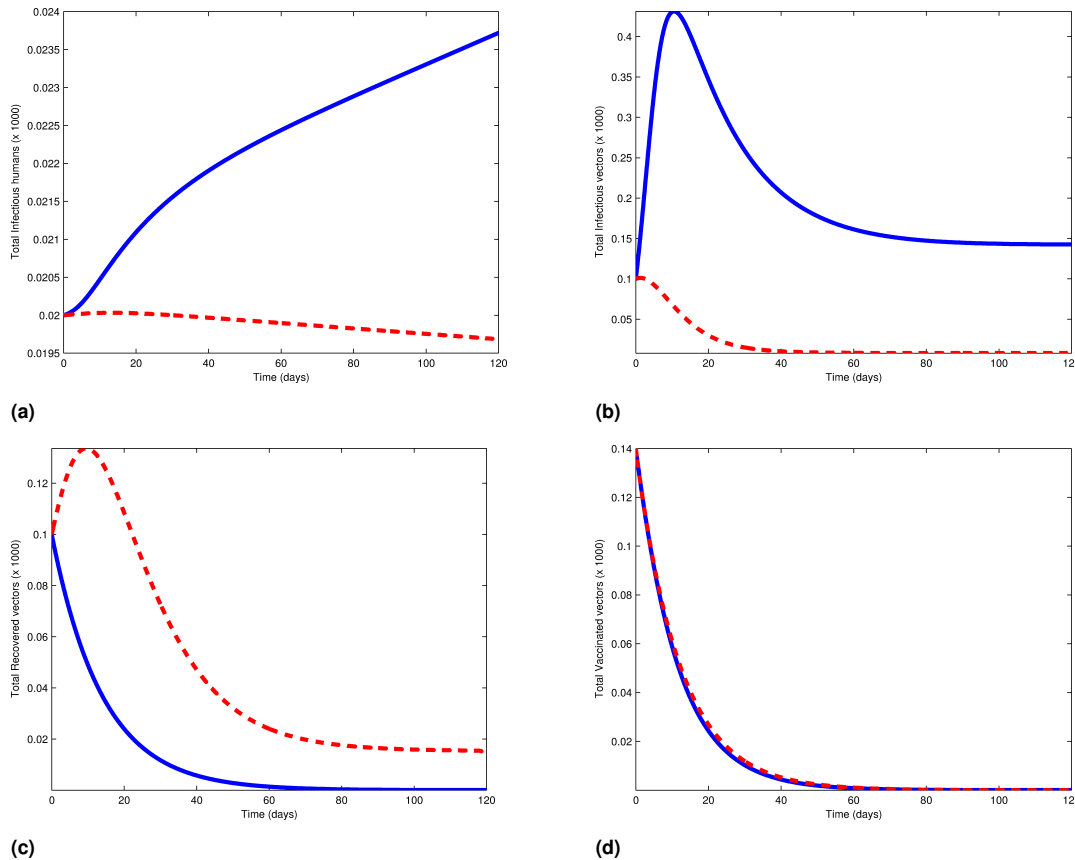 0.024
0.0235
0.023
0.0225
0.022
0.0215
0.021
0.0205
0.02
0.0195
0 20 40 60 80 100 120
Total Infectious humans (x 1000)
Time (days)
(a)
0.4
0.35
0.3
0.25
0.2
0.15
0.1
0.05
0 20 40 60 80 100 12
Total Infectious vectors (x 1000)
Time (days)
(b)
0.12
0.1
0.08
0.06
0.04
0.02
0 20 40 60 80 100 120
Total Recovered vectors (x 1000)
Time (days)
(c)
0.14
0.12
0.1
0.08
0.06
0.04
0.02
0 20 40 60 80 100 12
Total Vaccinated vectors (x 1000)
Time (days)
(d)